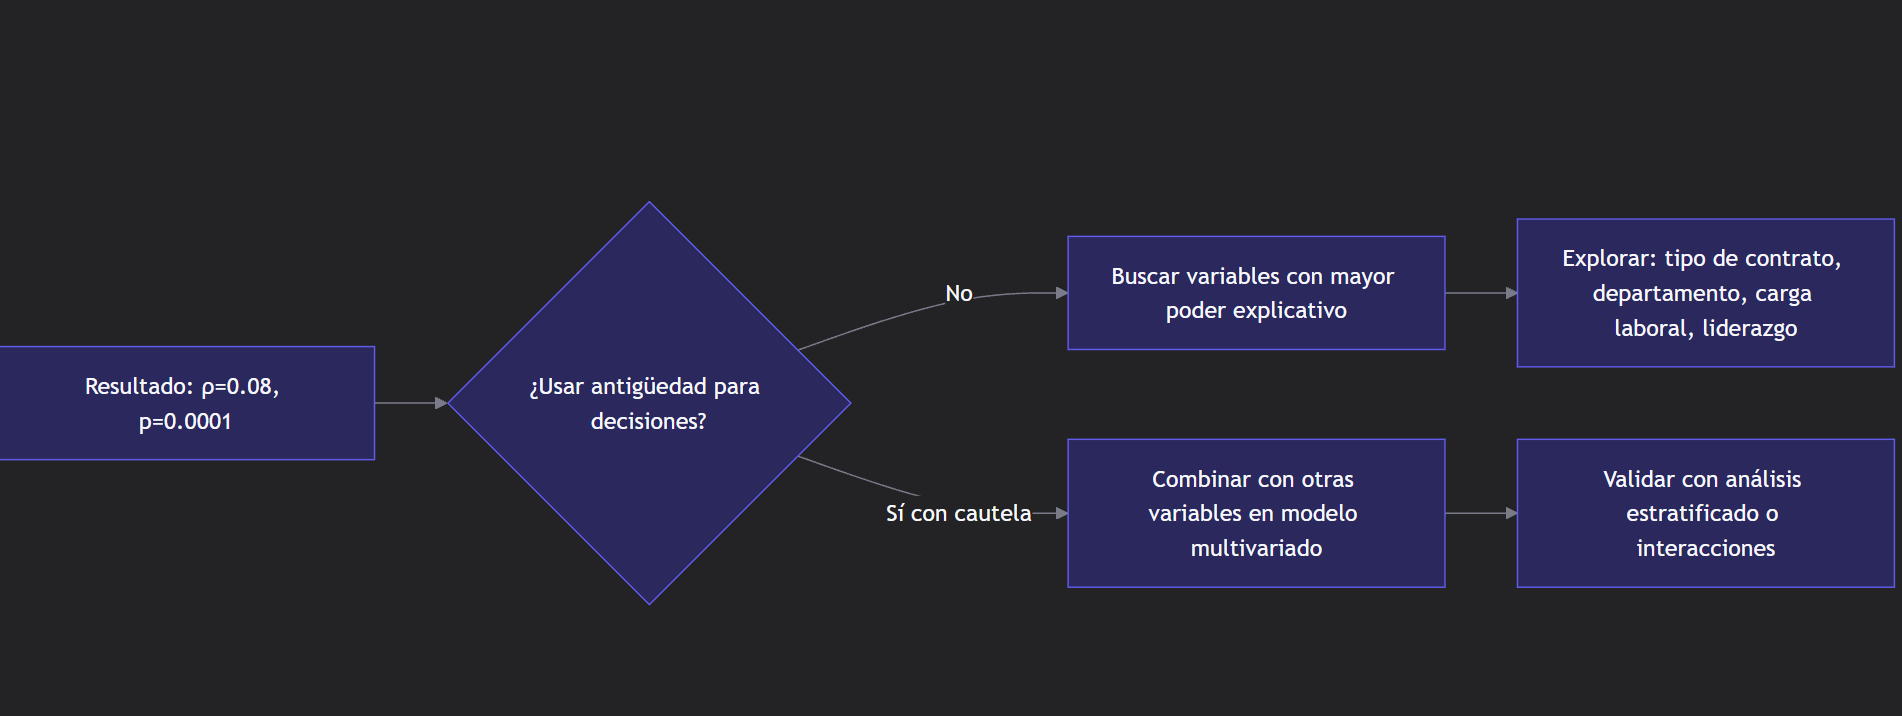 Resultado: ρ=0.08,
p=0.0001
¿Usar antigüedad para
decisiones?
No
Buscar variables con mayor
poder explicativo
Explorar: tipo de contrato,
departamento, carga
laboral, liderazgo
Sí con cautela
Combinar con otras
variables en modelo
multivariado
Validar con análisis
estratificado o
interacciones